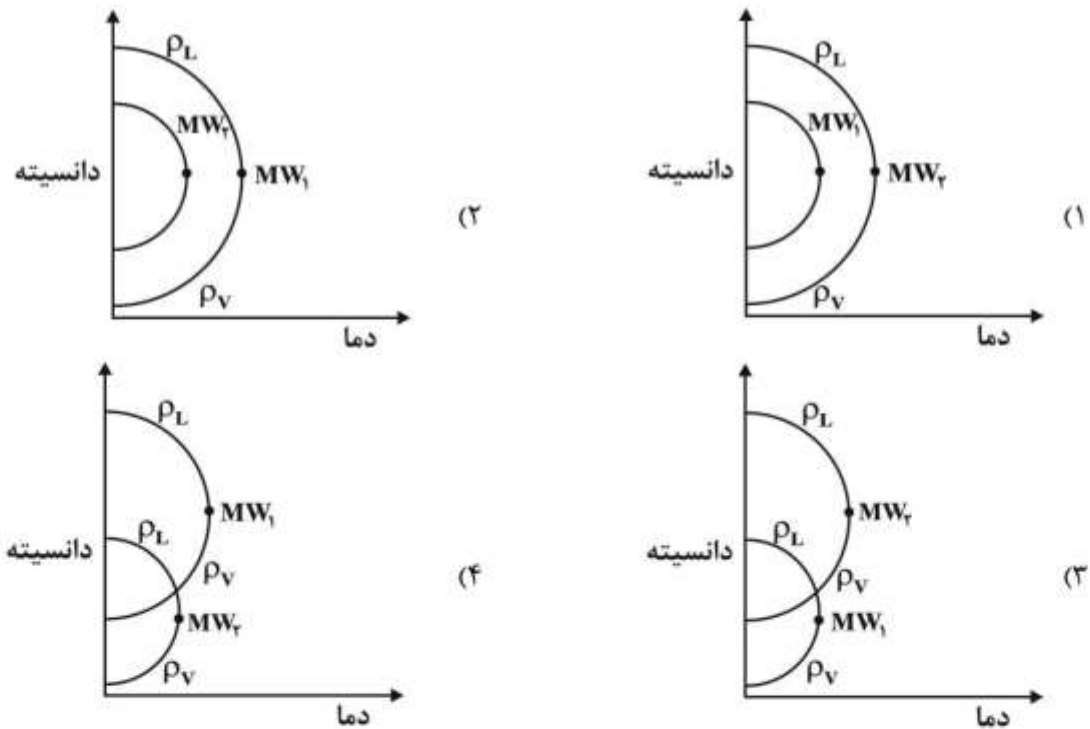 ρL
MW۱
MW۲
دانسیته
ρV
دما
(۱
ρL
MW۲
MW۱
دانسیته
ρV
دما
(۲
ρL
MW۲
ρL
دانسیته
ρV
MW۱
ρV
دما
(۳
ρL
MW۱
ρL
دانسیته
ρV
MW۲
ρV
دما
(۴